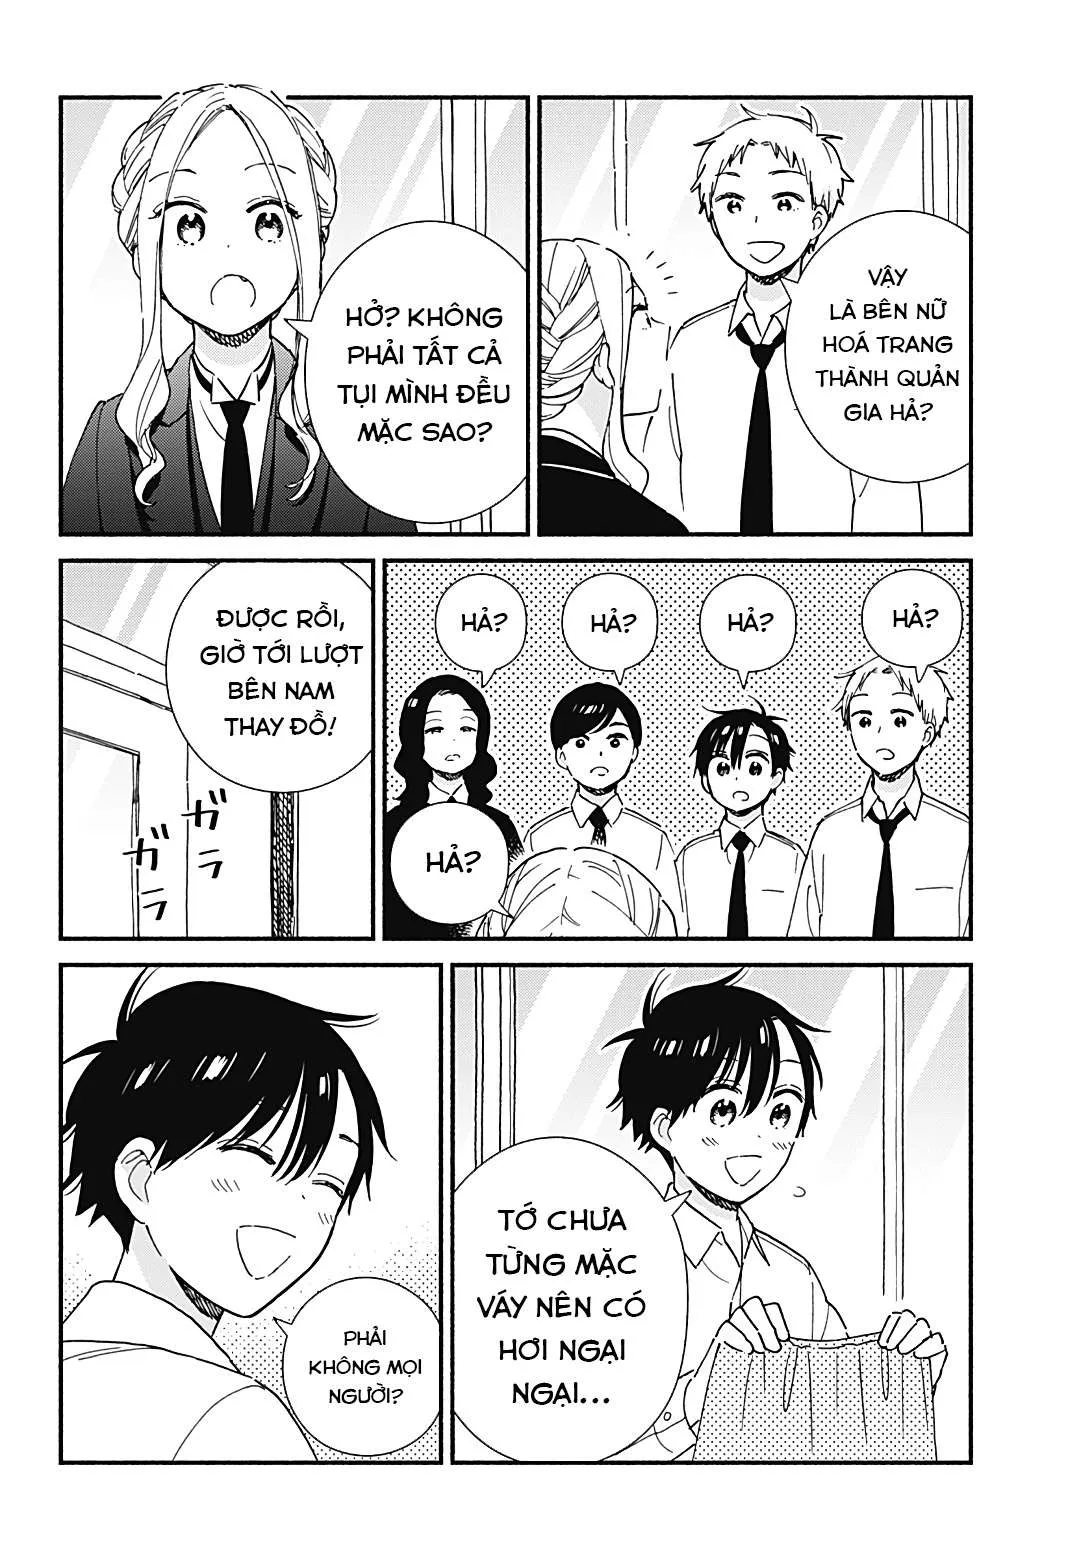 VẬY
LÀ BÊN NỮ
HOÁ TRANG
THÀNH QUẢN
GIA HẢ?
HỞ? KHÔNG
PHẢI TẤT CẢ
TỤI MÌNH ĐỀU
MẶC SAO?
HẢ?
HẢ?
HẢ?
HẢ?
HẢ?
ĐƯỢC RỒI,
GIỜ TỚI LƯỢT
BÊN NAM
THAY ĐỒ!
ガラ
ガラ
TỚ CHƯA
TỪNG MẶC
VÁY NÊN CÓ
HƠI NGẠI
NGẠI...
PHẢI
KHÔNG MỌI
NGƯỜI?